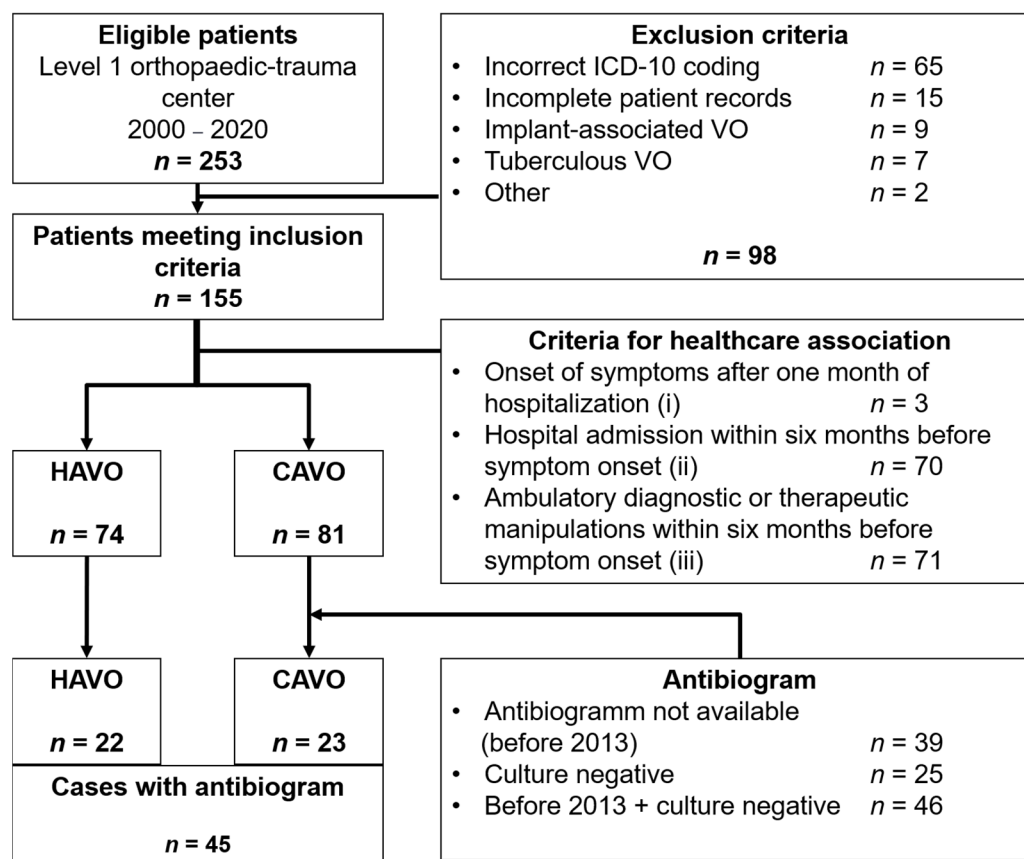 Eligible patients
Level 1 orthopaedic-trauma
center
2000 – 2020
n = 253
Exclusion criteria
• Incorrect ICD-10 coding n = 65
• Incomplete patient records n = 15
• Implant-associated VO n = 9
• Tuberculous VO n = 7
• Other n = 2
n = 98
Patients meeting inclusion
criteria
n = 155
Criteria for healthcare association
• Onset of symptoms after one month of
hospitalization (i) n = 3
• Hospital admission within six months before
symptom onset (ii) n = 70
• Ambulatory diagnostic or therapeutic
manipulations within six months before
symptom onset (iii) n = 71
HAVO
n = 74
CAVO
n = 81
HAVO
n = 22
CAVO
n = 23
Cases with antibiogram
n = 45
Antibiogram
• Antibiogramm not available
(before 2013) n = 39
• Culture negative n = 25
• Before 2013 + culture negative n = 46